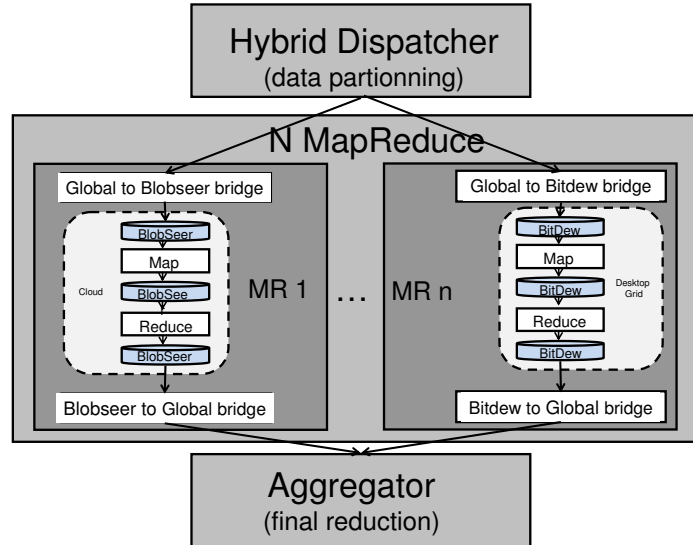 Hybrid Dispatcher
(data partionning)
N MapReduce
Global to Blobseer bridge
BlobSeer
Map
Cloud
BlobSee
Reduce
BlobSeer
Blobseer to Global bridge
MR 1
...
MR n
Global to Bitdew bridge
BitDew
Map
BitDew
Desktop
Grid
Reduce
BitDew
Bitdew to Global bridge
Aggregator
(final reduction)